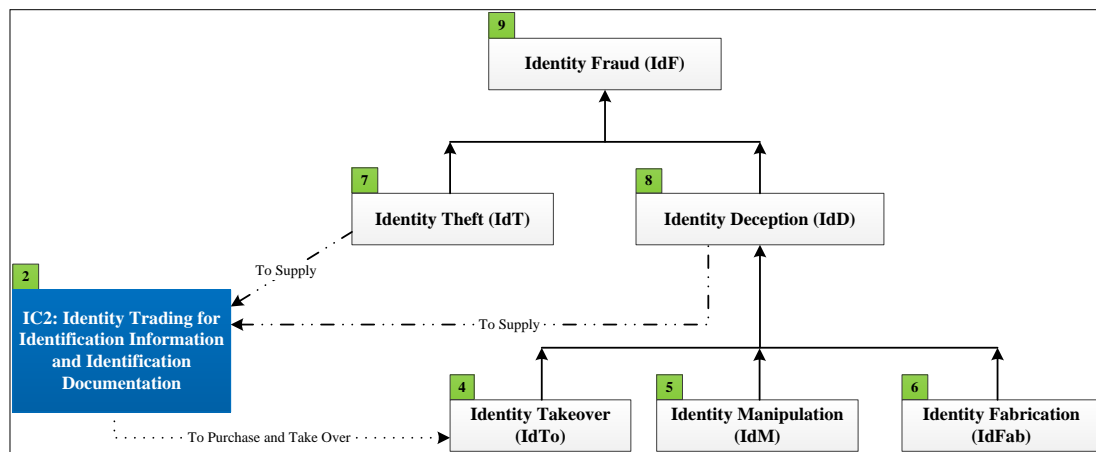 9
Identity Fraud (IdF)
7
Identity Theft (IdT)
8
Identity Deception (IdD)
To Supply
2
IC2: Identity Trading for
Identification Information
and Identification
Documentation
To Supply
4
Identity Takeover
(IdTo)
5
Identity Manipulation
(IdM)
6
Identity Fabrication
(IdFab)
To Purchase and Take Over